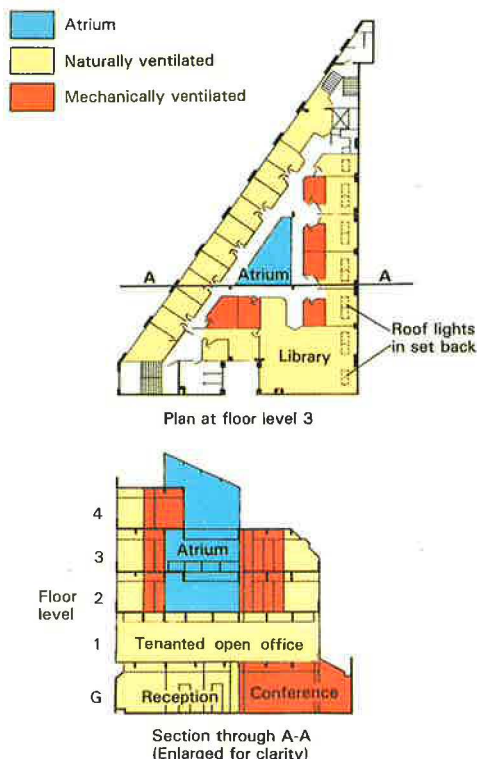 Atrium
Naturally ventilated
Mechanically ventilated
A
A
Atrium
Roof lights
in set back
Library
Plan at floor level 3
4
3
Atrium
Floor
level
2
1
Tenanted open office
G
Reception
Conference
Section through A-A
(Enlarged for clarity)